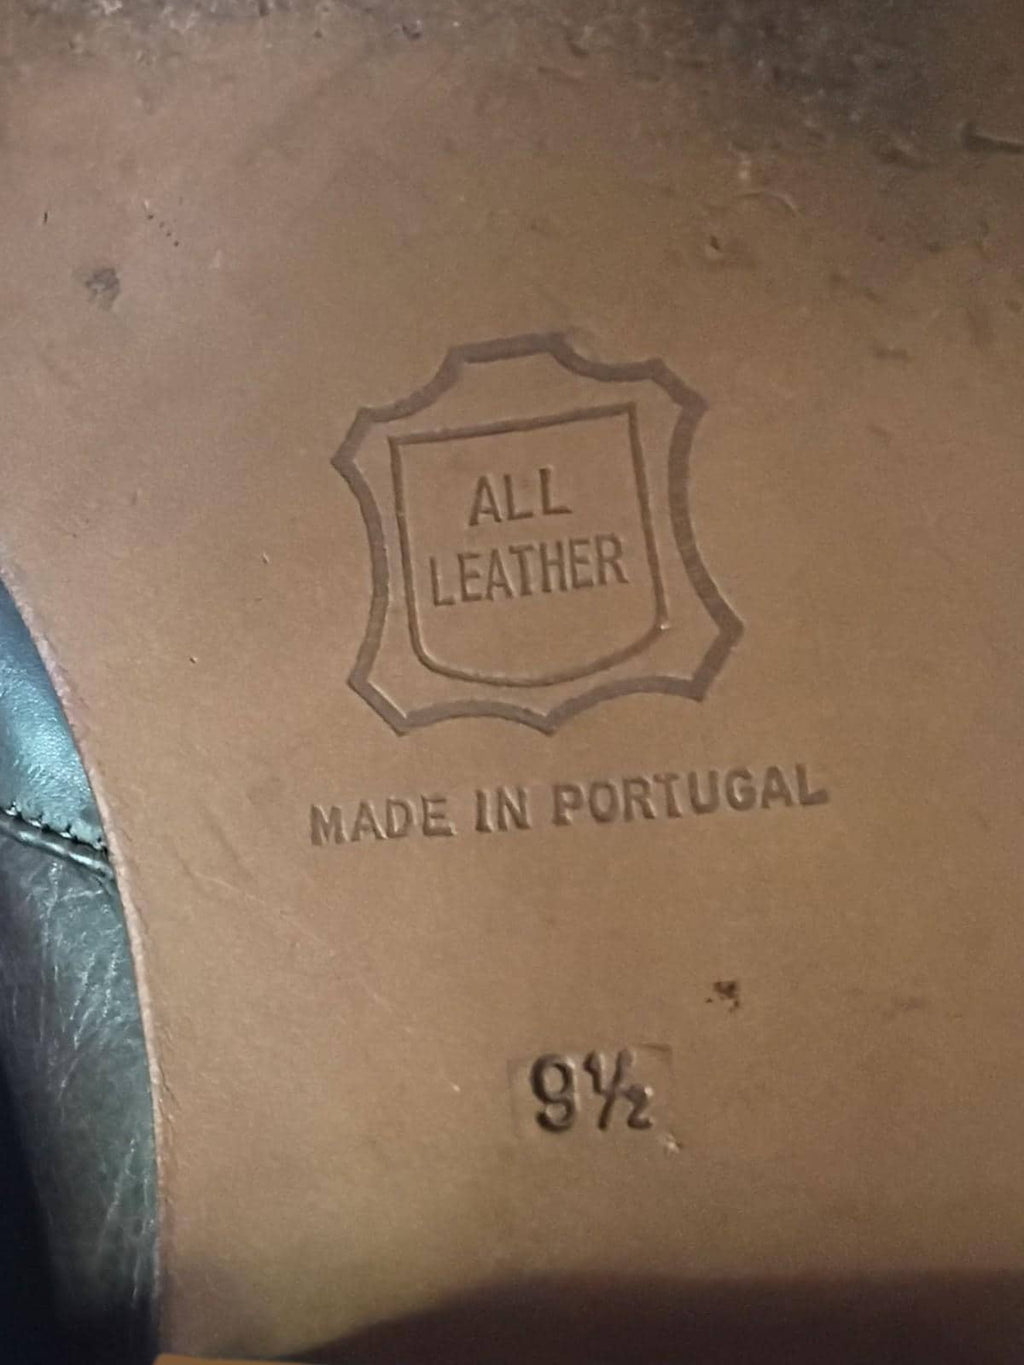 ALL
LEATHER
MADE IN PORTUGAL
9½